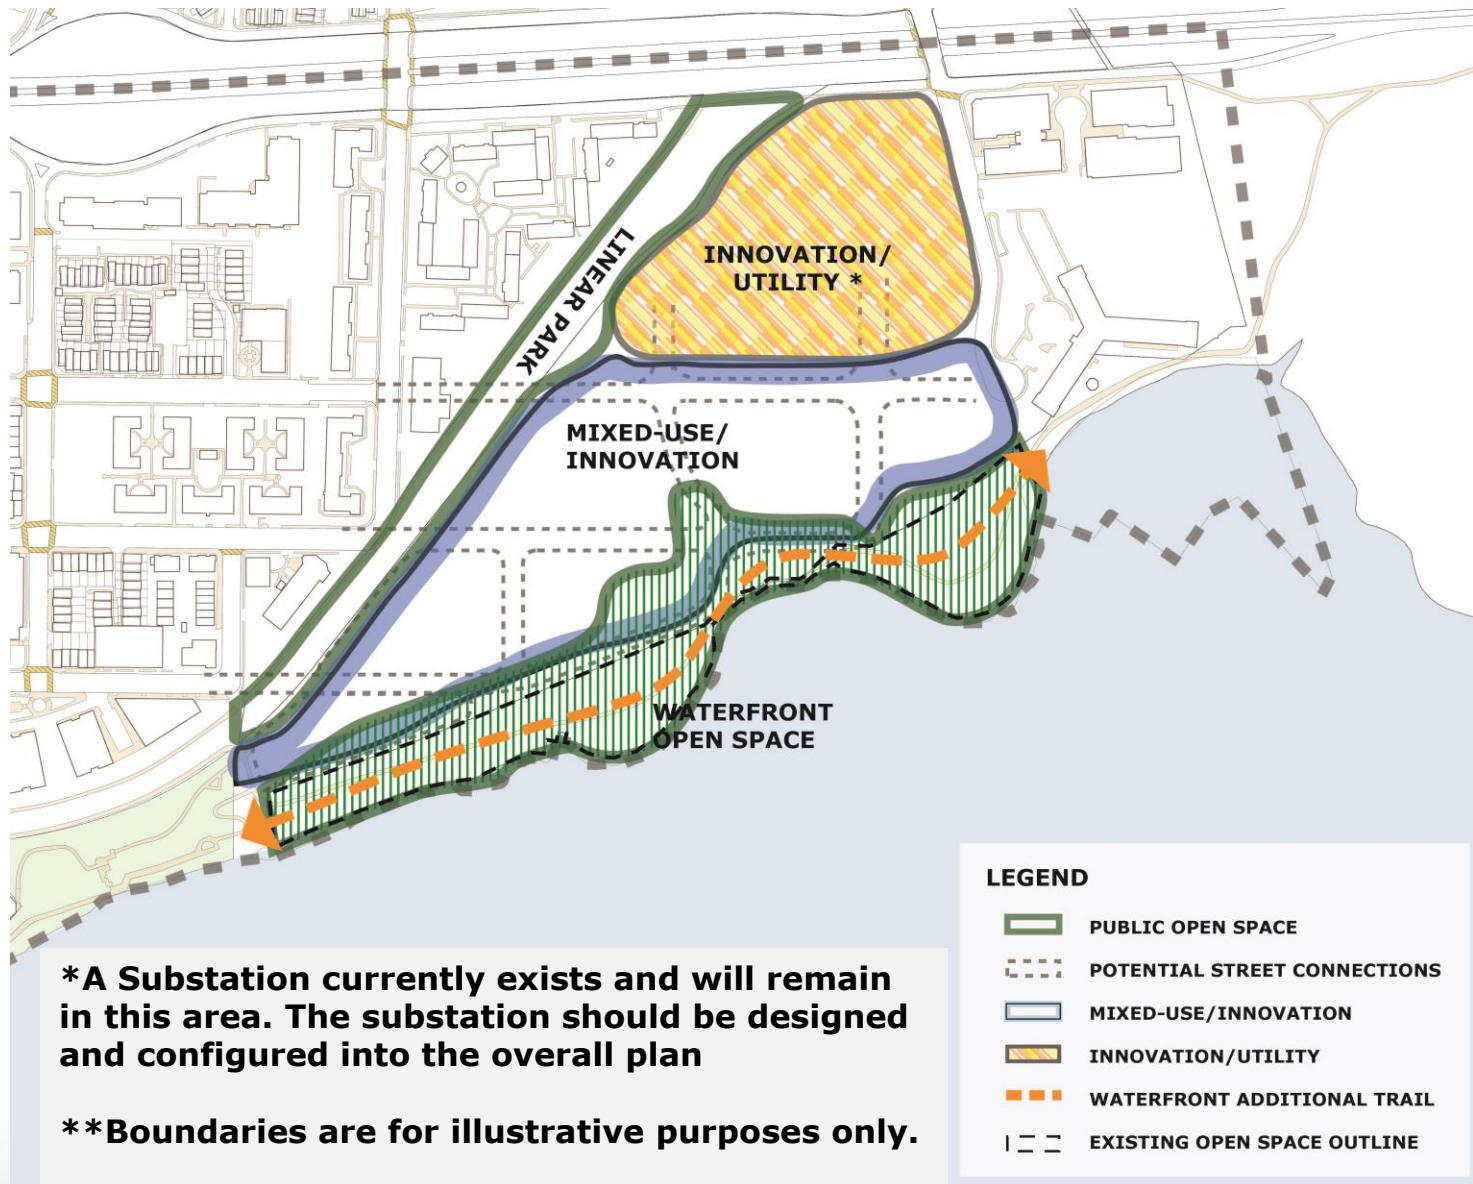 LINEAR PARK
INNOVATION/
UTILITY *
MIXED-USE/
INNOVATION
WATERFRONT
OPEN SPACE
LEGEND
PUBLIC OPEN SPACE
POTENTIAL STREET CONNECTIONS
MIXED-USE/INNOVATION
INNOVATION/UTILITY
WATERFRONT ADDITIONAL TRAIL
EXISTING OPEN SPACE OUTLINE
*A Substation currently exists and will remain
in this area. The substation should be designed
and configured into the overall plan
**Boundaries are for illustrative purposes only.